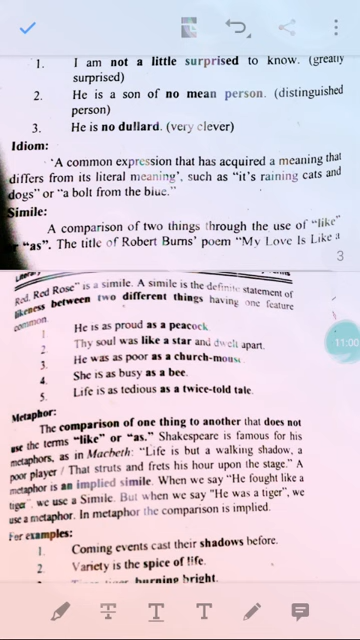 1. I am not a little surprised to know. (greatly
surprised)
2. He is a son of no mean person. (distinguished
person)
3. He is no dullard. (very clever)
Idiom:
'A common expression that has acquired a meaning that
differs from its literal meaning', such as "it's raining cats and
dogs" or "a bolt from the blue."
Simile:
A comparison of two things through the use of "like"
"as". The title of Robert Burns' poem "My Love Is Like a
3
Terms
Red, Red Rose" is a simile. A simile is the definite statement of
likeness between two different things having one feature
common.
1. He is as proud as a peacock
2. Thy soul was like a star and dwelt apart.
3. He was as poor as a church-mouse
4. She is as busy as a bee.
5. Life is as tedious as a twice-told tale.
11:00
Metaphor:
The comparison of one thing to another that does not
use the terms "like" or "as." Shakespeare is famous for his
metaphors, as in Macbeth: "Life is but a walking shadow, a
poor player / That struts and frets his hour upon the stage." A
metaphor is an implied simile. When we say "He fought like a
tiger", we use a Simile. But when we say "He was a tiger", we
use a metaphor. In metaphor the comparison is implied.
For examples:
1. Coming events cast their shadows before.
2. Variety is the spice of life.
burning bright.
T T T